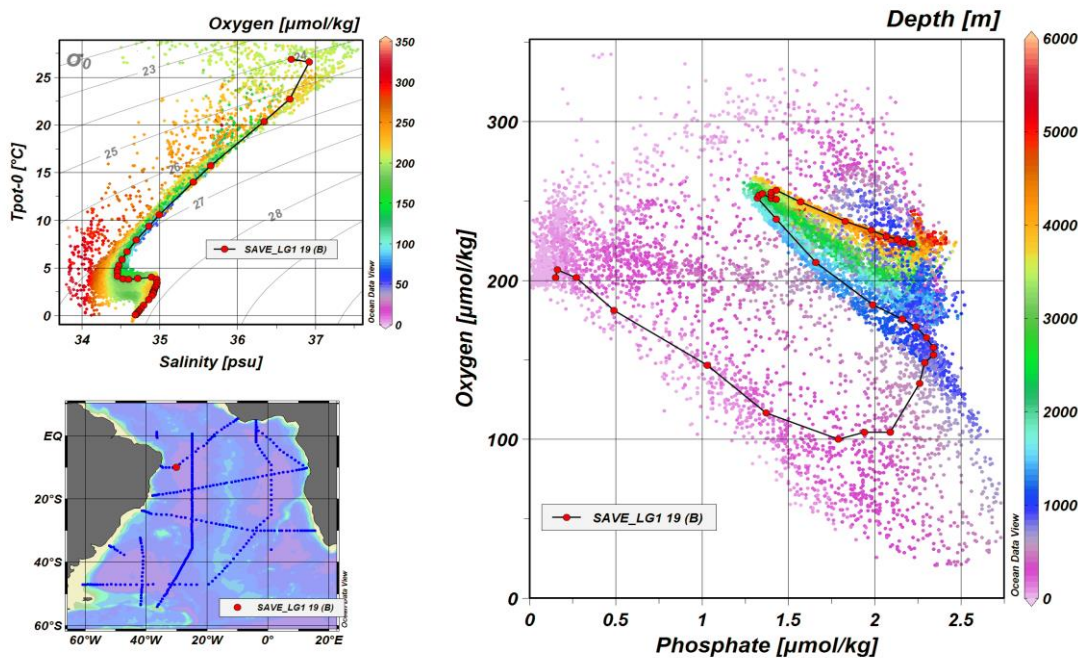 Oxygen [µmol/kg]
σ0
23
24
25
26
27
28
25
20
15
10
5
0
34
35
36
37
Tpot-0 [°C]
Salinity [psu]
SAVE_LG1 19 (B)
Ocean Data View
350
300
250
200
150
100
50
0
EQ
20°S
40°S
60°S
60°W
40°W
20°W
0°
20°E
SAVE_LG1 19 (B)
Ocean Data View
Depth [m]
300
200
100
0
0
0.5
1
1.5
2
2.5
Oxygen [µmol/kg]
Phosphate [µmol/kg]
SAVE_LG1 19 (B)
Ocean Data View
6000
5000
4000
3000
2000
1000
0